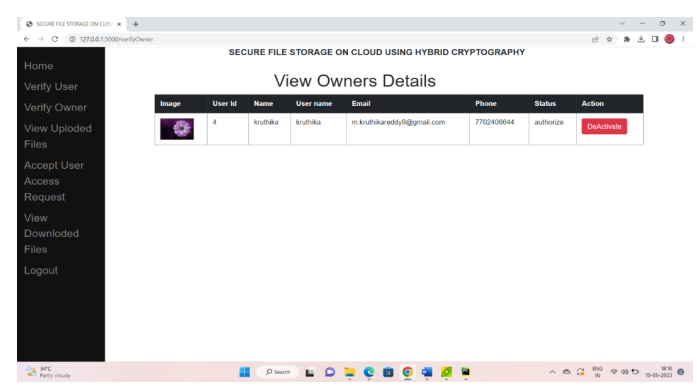 SECURE FILE STORAGE ON CLOU
127.0.0.1:5000/verifyOwner
SECURE FILE STORAGE ON CLOUD USING HYBRID CRYPTOGRAPHY
Home
Verify User
Verify Owner
View Uploded
Files
Accept User
Access
Request
View
Downloded
Files
Logout
View Owners Details
Image User Id Name User name Email Phone Status Action
4 kruthika kruthika m.kruthikareddy9@gmail.com 7702406644 authorize DeActivate
34°C
Partly cloudy
Search
ENG
IN
18:10
10-06-2023